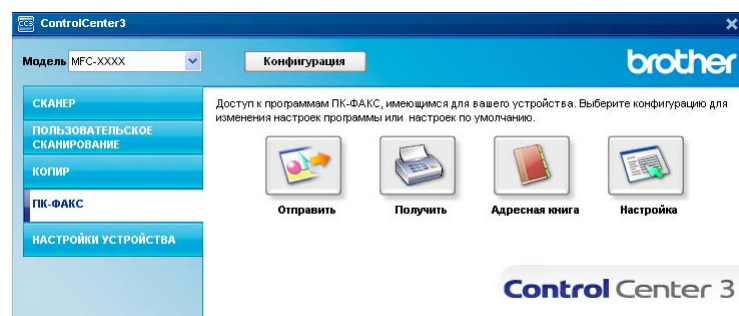 CC3 ControlCenter3
Модель MFC-XXXX
Конфигурация
brother
СКАНЕР
ПОЛЬЗОВАТЕЛЬСКОЕ
СКАНИРОВАНИЕ
КОПИР
ПК-ФАКС
НАСТРОЙКИ УСТРОЙСТВА
Доступ к программам ПК-ФАКС, имеющимся для вашего устройства. Выберите конфигурацию для
изменения настроек программы или настроек по умолчанию.
Отправить
Получить
Адресная книга
Настройка
Control Center 3